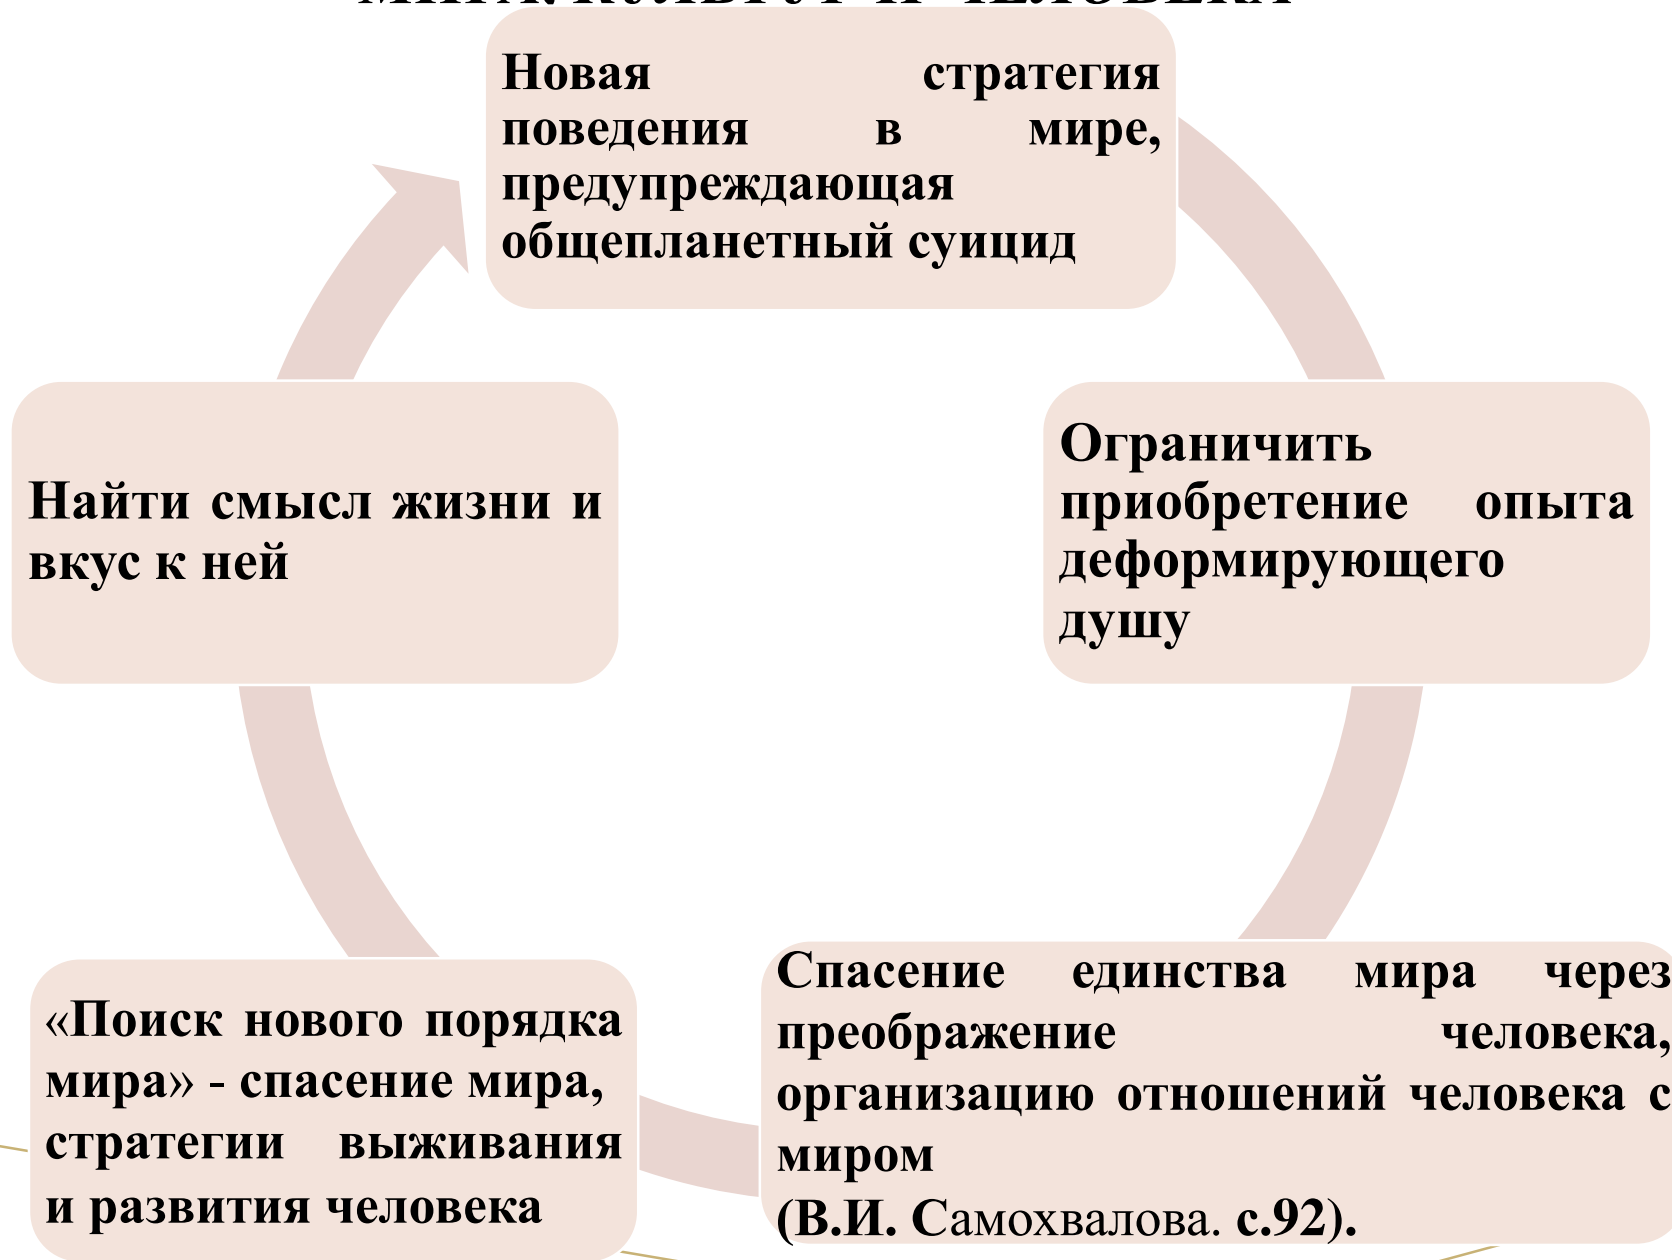 Новая стратегия
поведения в мире,
предупреждающая
общепланетный суицид
Ограничить
приобретение опыта
деформирующего
душу
Спасение единства мира через
преображение человека,
организацию отношений человека с
миром
(В.И. Самохвалова. с.92).
«Поиск нового порядка
мира» - спасение мира,
стратегии выживания
и развития человека
Найти смысл жизни и
вкус к ней